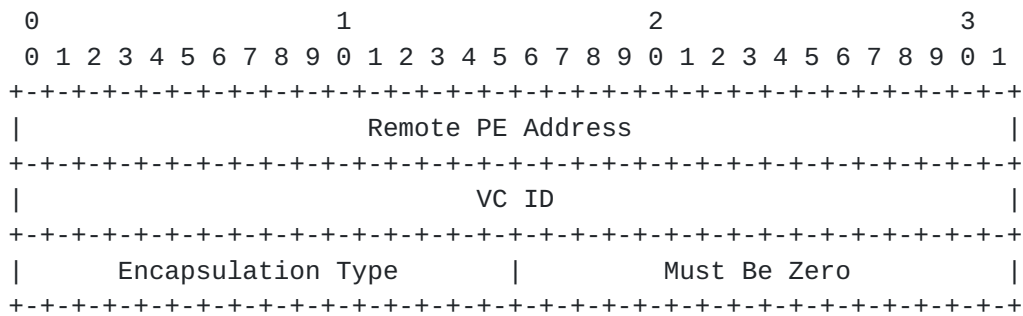 0                   1                   2                   3
 0 1 2 3 4 5 6 7 8 9 0 1 2 3 4 5 6 7 8 9 0 1 2 3 4 5 6 7 8 9 0 1
+-+-+-+-+-+-+-+-+-+-+-+-+-+-+-+-+-+-+-+-+-+-+-+-+-+-+-+-+-+-+-+-+
|                      Remote PE Address                        |
+-+-+-+-+-+-+-+-+-+-+-+-+-+-+-+-+-+-+-+-+-+-+-+-+-+-+-+-+-+-+-+-+
|                             VC ID                             |
+-+-+-+-+-+-+-+-+-+-+-+-+-+-+-+-+-+-+-+-+-+-+-+-+-+-+-+-+-+-+-+-+
|      Encapsulation Type       |         Must Be Zero          |
+-+-+-+-+-+-+-+-+-+-+-+-+-+-+-+-+-+-+-+-+-+-+-+-+-+-+-+-+-+-+-+-+